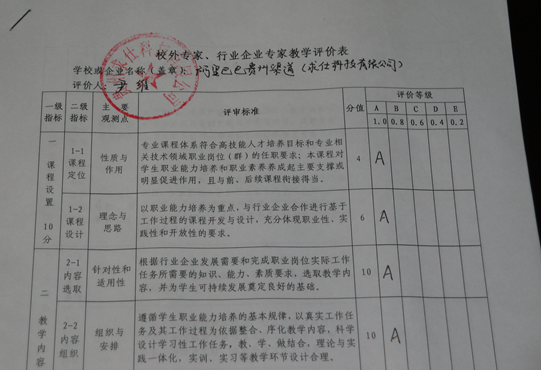 校外专家、行业企业专家教学评价表
学校或企业名称(盖章):阿里巴巴青州渠道(求仕科技有限公司)
评价人:尹
一级指标 二级指标 主要观测点 评审标准 分值 评价等级
A B C D E
1.0 0.8 0.6 0.4 0.2
一 课程设置 10分
1-1 课程定位
性质与作用
专业课程体系符合高技能人才培养目标和专业相
关技术领域职业岗位(群)的任职要求;本课程对
学生职业能力培养和职业素养养成起主要支撑或
明显促进作用,且与前、后续课程衔接得当。
4 A
1-2 课程设计
理念与思路
以职业能力培养为重点,与行业企业合作进行基于
工作过程的课程开发与设计,充分体现职业性、实
践性和开放性的要求。
6 A
二 教学内容
2-1 内容选取
针对性和适用性
根据行业企业发展需要和完成职业岗位实际工作
任务所需要的知识、能力、素质要求,选取教学内
容,并为学生可持续发展奠定良好的基础。
10 A
2-2 内容组织
组织与安排
遵循学生职业能力培养的基本规律,以真实工作任
务及其工作过程为依据整合、序化教学内容,科学
设计学习性工作任务,教、学、做结合,理论与实
践一体化,实训、实习等教学环节设计合理。
10 A